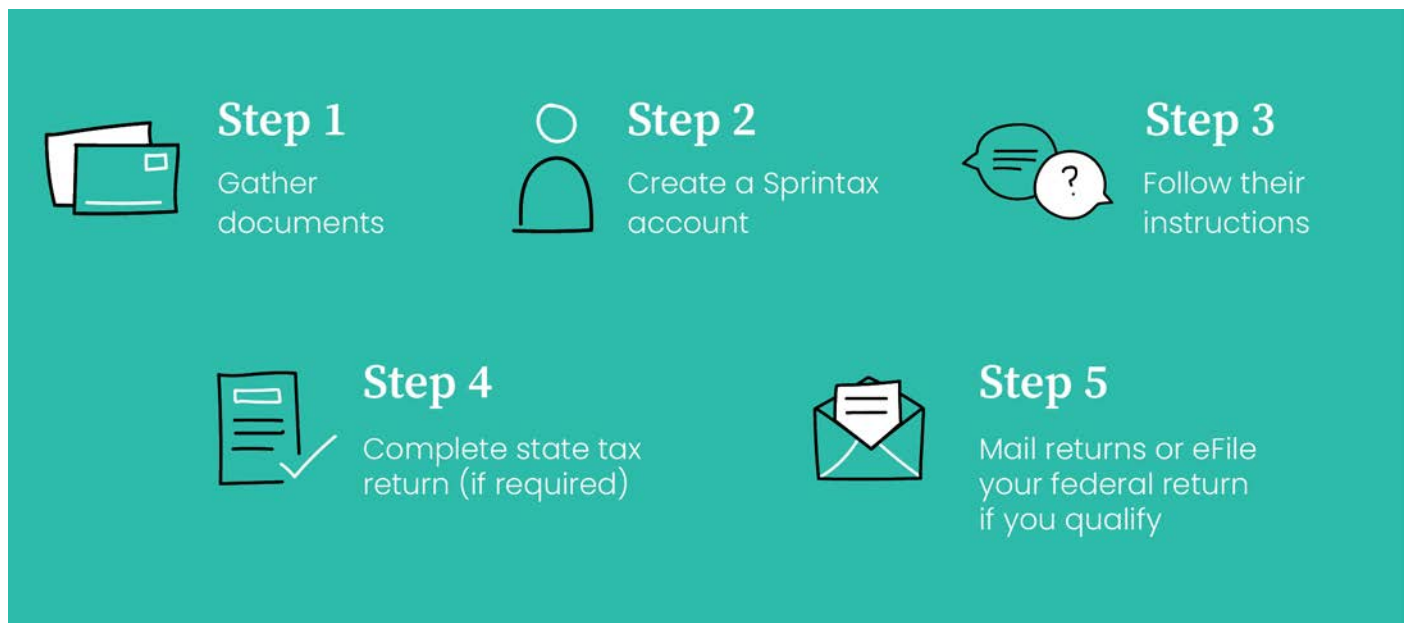 Step 1
Gather
documents
Step 2
Create a Sprintax
account
Step 3
Follow their
instructions
?
Step 4
Complete state tax
return (if required)
Step 5
Mail returns or eFile
your federal return
if you qualify